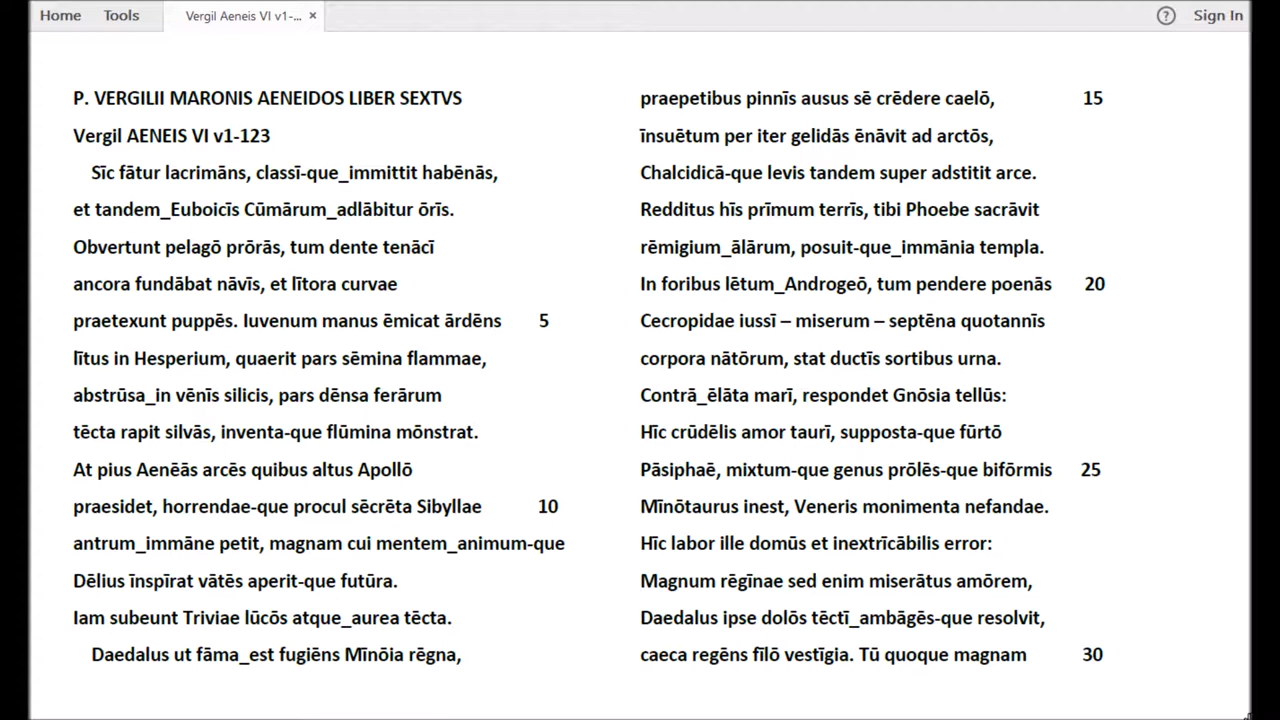 Home Tools Vergil Aeneis VI v1-... × ? Sign In
P. VERGILII MARONIS AENEIDOS LIBER SEXTVS
Vergil AENEIS VI v1-123
Sīc fātur lacrimāns, classī-que_immittit habēnās,
et tandem_Euboicīs Cūmārum_adlābitur ōrīs.
Obvertunt pelagō prōrās, tum dente tenācī
ancora fundābat nāvīs, et lītora curvae
praetexunt puppēs. Iuvenum manus ēmicat ārdēns 5
lītus in Hesperium, quaerit pars sēmina flammae,
abstrūsa_in vēnīs silicis, pars dēnsa ferārum
tēcta rapit silvās, inventa-que flūmina mōnstrat.
At pius Aenēās arcēs quibus altus Apollō
praesidet, horrendae-que procul sēcrēta Sibyllae 10
antrum_immāne petit, magnam cui mentem_animum-que
Dēlius īnspīrat vātēs aperit-que futūra.
Iam subeunt Triviae lūcōs atque_aurea tēcta.
Daedalus ut fāma_est fugiēns Mīnōia rēgna,
praepetibus pinnīs ausus sē crēdere caelō, 15
īnsuētum per iter gelidās ēnāvit ad arctōs,
Chalcidicā-que levis tandem super adstitit arce.
Redditus hīs prīmum terrīs, tibi Phoebe sacrāvit
rēmigium_ālārum, posuit-que_immānia templa.
In foribus lētum_Androgeō, tum pendere poenās 20
Cecropidae iussī – miserum – septēna quotannīs
corpora nātōrum, stat ductīs sortibus urna.
Contrā_ēlāta marī, respondet Gnōsia tellūs:
Hīc crūdēlis amor taurī, supposta-que fūrtō
Pāsiphaē, mixtum-que genus prōlēs-que bifōrmis 25
Mīnōtaurus inest, Veneris monimenta nefandae.
Hīc labor ille domūs et inextrīcābilis error:
Magnum rēgīnae sed enim miserātus amōrem,
Daedalus ipse dolōs tēctī_ambāgēs-que resolvit,
caeca regēns fīlō vestīgia. Tū quoque magnam 30